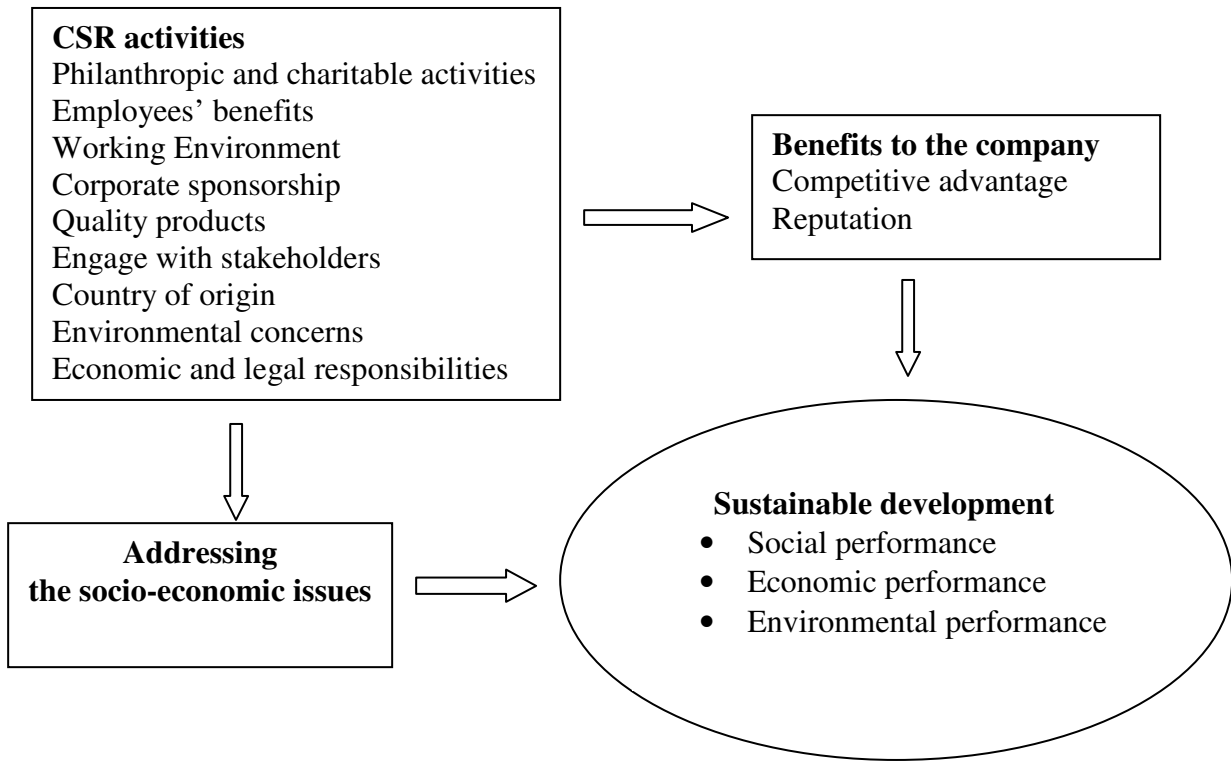 CSR activities
Philanthropic and charitable activities
Employees’ benefits
Working Environment
Corporate sponsorship
Quality products
Engage with stakeholders
Country of origin
Environmental concerns
Economic and legal responsibilities
Benefits to the company
Competitive advantage
Reputation
Addressing
the socio-economic issues
Sustainable development
• Social performance
• Economic performance
• Environmental performance